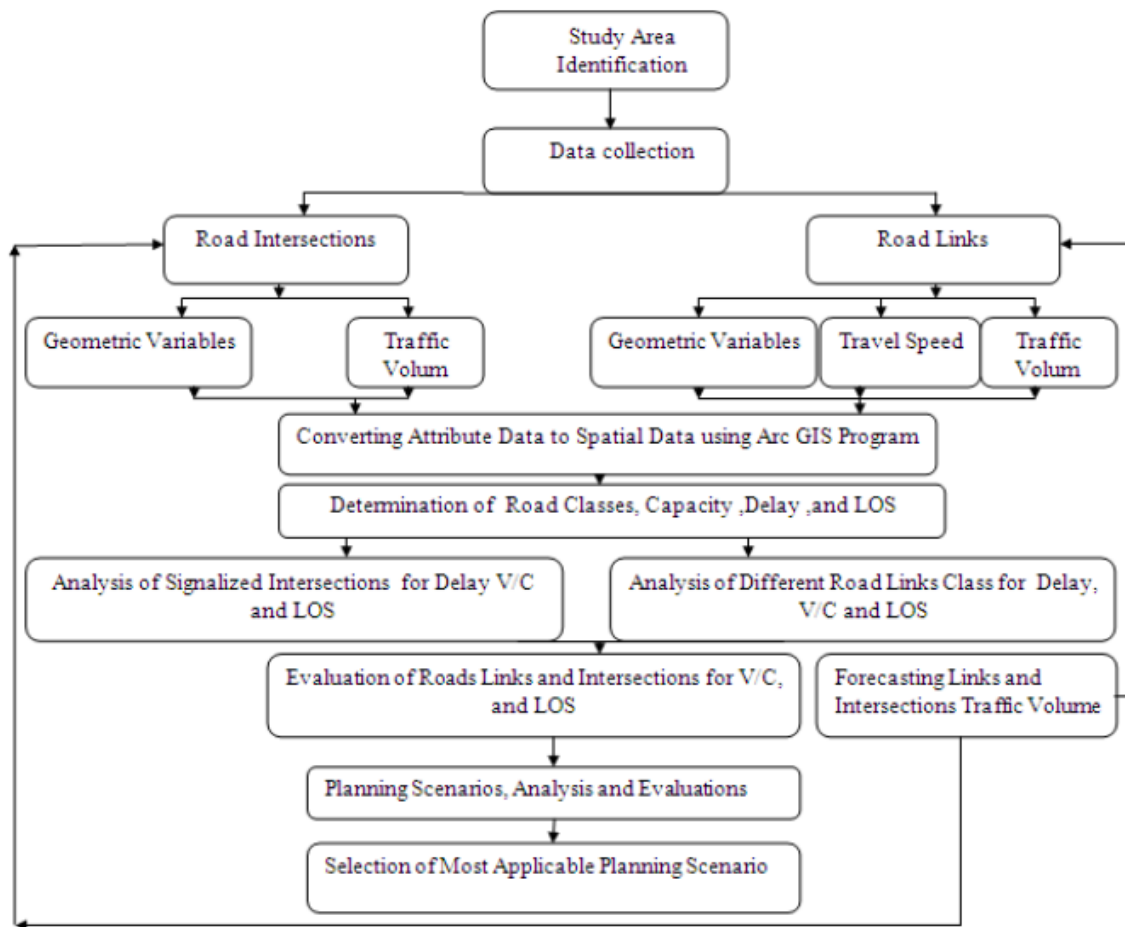 Study Area
Identification
Data collection
Road Intersections
Road Links
Geometric Variables
Traffic
Volum
Geometric Variables
Travel Speed
Traffic
Volum
Converting Attribute Data to Spatial Data using Arc GIS Program
Determination of Road Classes, Capacity ,Delay ,and LOS
Analysis of Signalized Intersections for Delay V/C
and LOS
Analysis of Different Road Links Class for Delay,
V/C and LOS
Evaluation of Roads Links and Intersections for V/C,
and LOS
Forecasting Links and
Intersections Traffic Volume
Planning Scenarios, Analysis and Evaluations
Selection of Most Applicable Planning Scenario